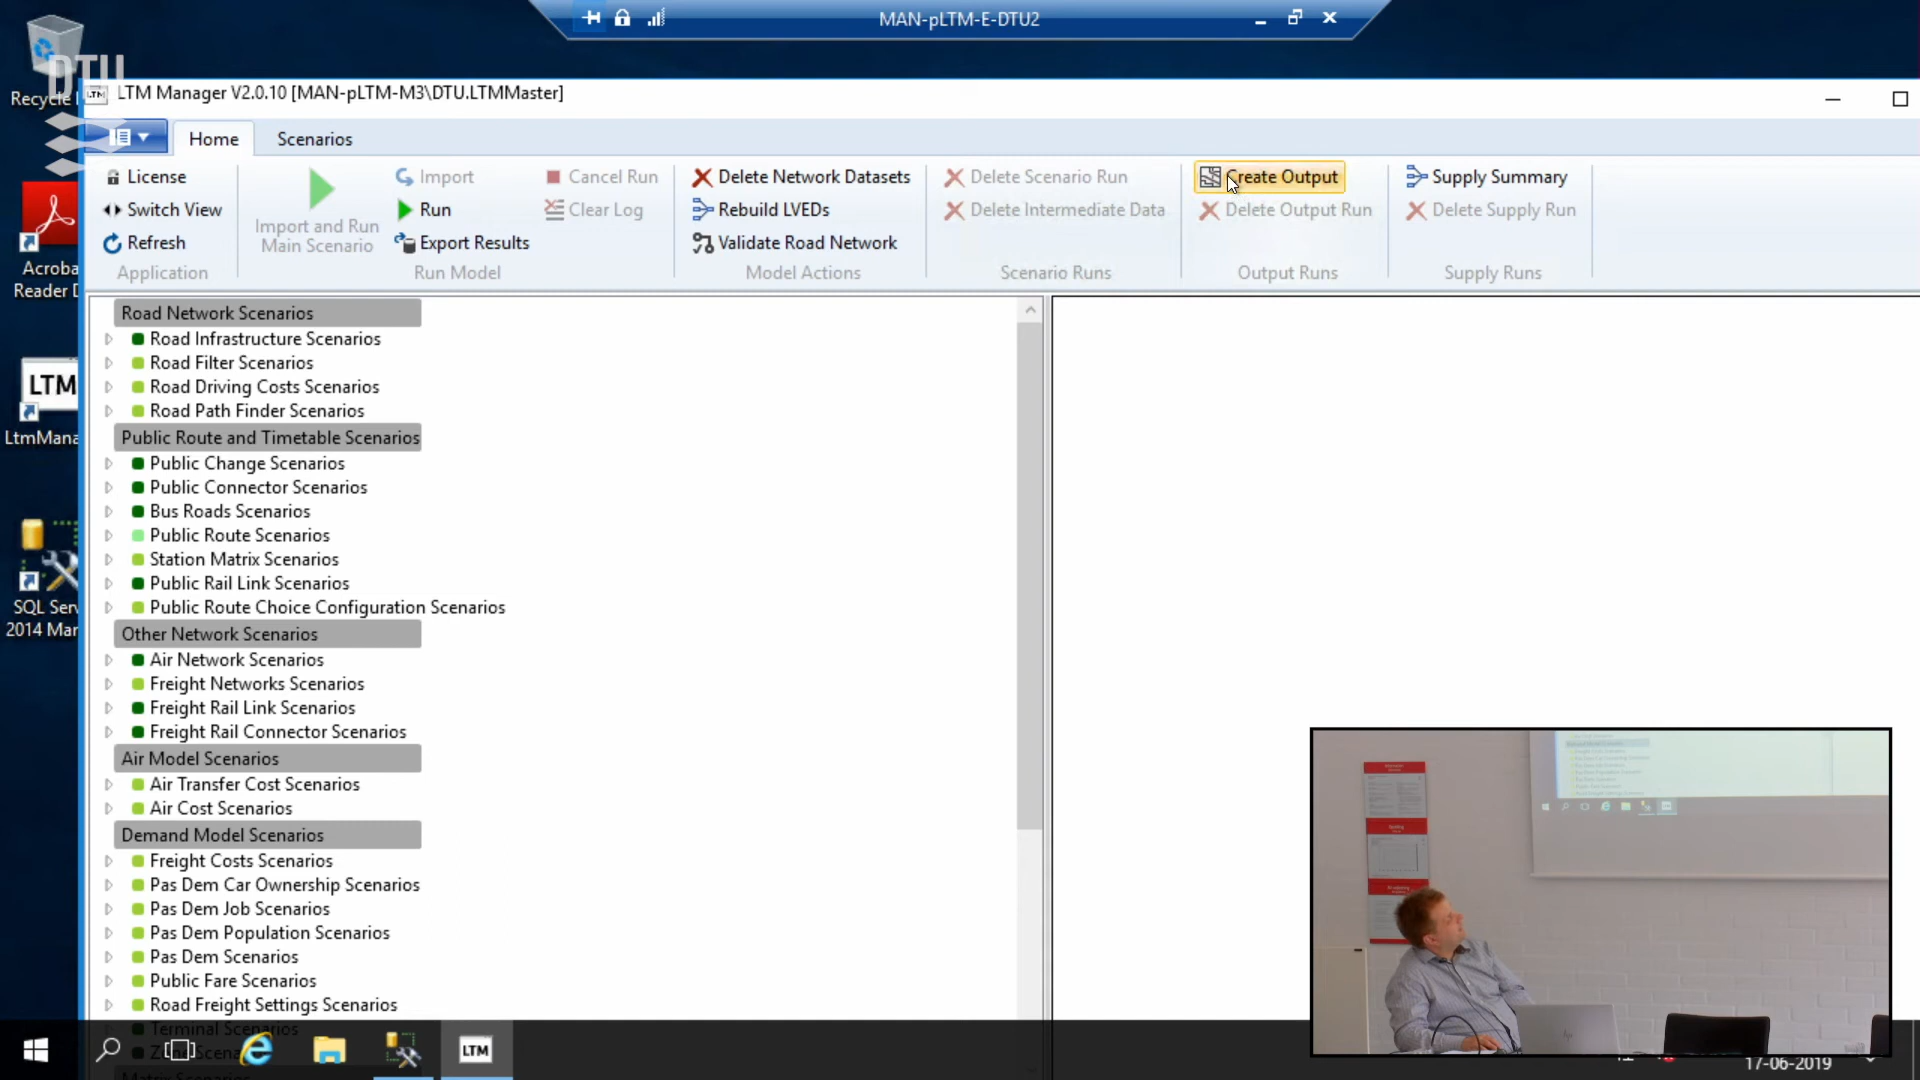 MAN-pLTM-E-DTU2
DTU
Recycle
LTM
LTM Manager V2.0.10 [MAN-pLTM-M3\DTU.LTMMaster]
Home
Scenarios
License
Switch View
Refresh
Application
Import and Run
Main Scenario
Import
Run
Export Results
Cancel Run
Clear Log
Run Model
Delete Network Datasets
Rebuild LVEDs
Validate Road Network
Model Actions
Delete Scenario Run
Delete Intermediate Data
Scenario Runs
Create Output
Delete Output Run
Output Runs
Supply Summary
Delete Supply Run
Supply Runs
Acroba
Reader D
LTM
LtmMana
SQL Serv
2014 Man
Road Network Scenarios
Road Infrastructure Scenarios
Road Filter Scenarios
Road Driving Costs Scenarios
Road Path Finder Scenarios
Public Route and Timetable Scenarios
Public Change Scenarios
Public Connector Scenarios
Bus Roads Scenarios
Public Route Scenarios
Station Matrix Scenarios
Public Rail Link Scenarios
Public Route Choice Configuration Scenarios
Other Network Scenarios
Air Network Scenarios
Freight Networks Scenarios
Freight Rail Link Scenarios
Freight Rail Connector Scenarios
Air Model Scenarios
Air Transfer Cost Scenarios
Air Cost Scenarios
Demand Model Scenarios
Freight Costs Scenarios
Pas Dem Car Ownership Scenarios
Pas Dem Job Scenarios
Pas Dem Population Scenarios
Pas Dem Scenarios
Public Fare Scenarios
Road Freight Settings Scenarios
Terminal Scenarios
LTM
17-06-2019